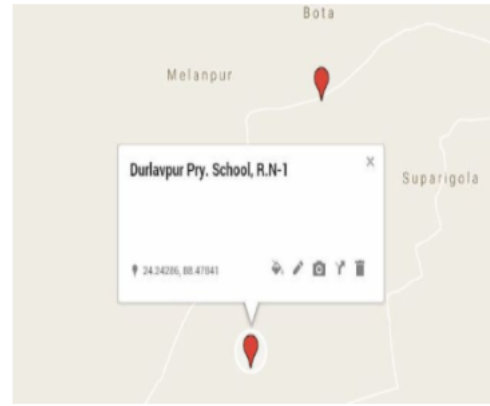 Bota
Melanpur
Durlavpur Pry. School, R.N-1
×
Suparigola
24.24286, 88.47841